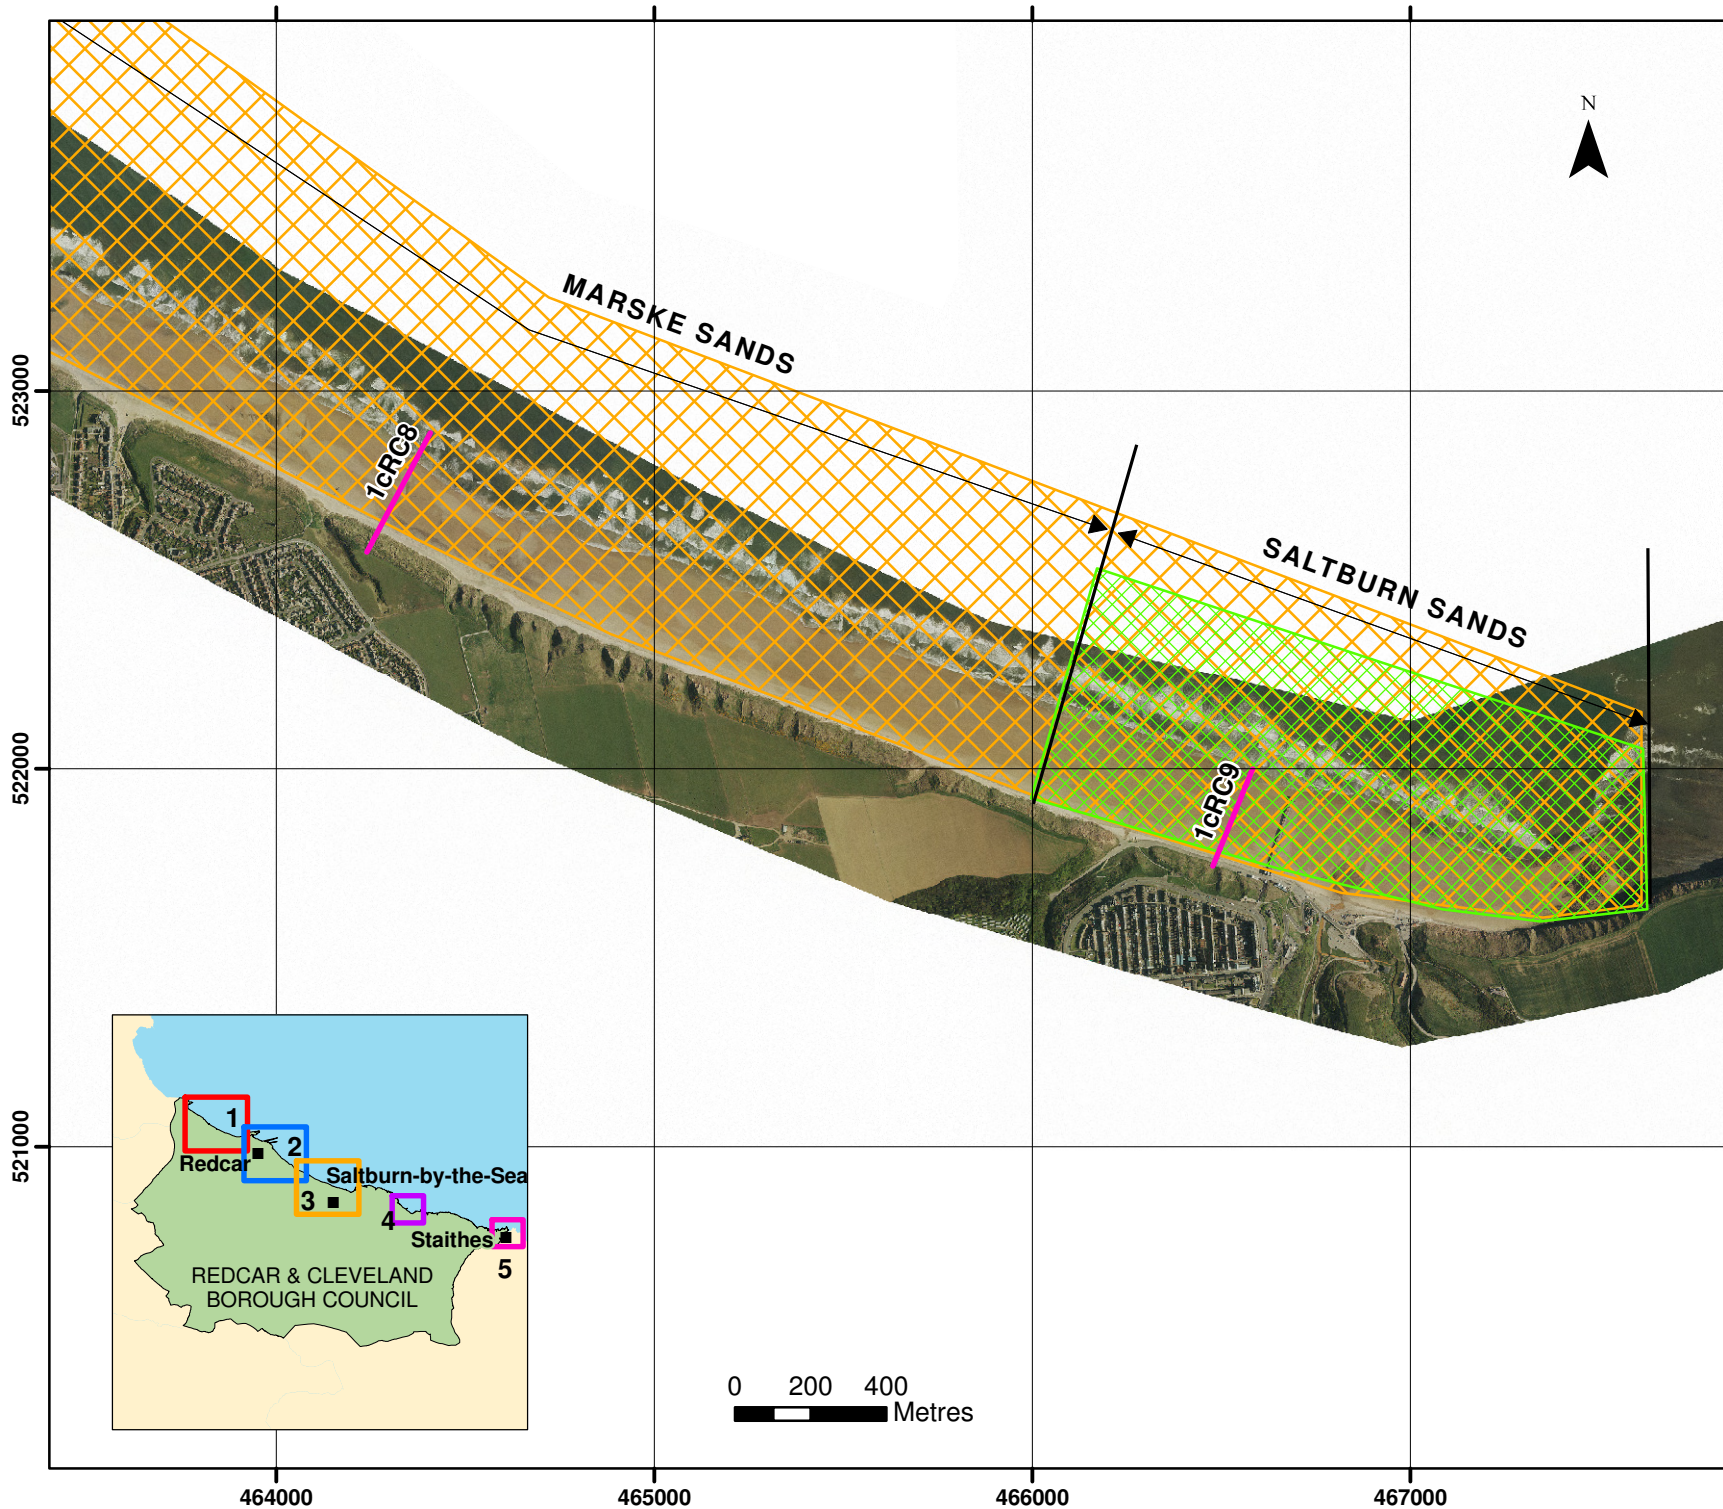 N
MARSKE SANDS
SALTBURN SANDS
1cRC8
1cRC9
523000
522000
521000
1
2
Redcar
Saltburn-by-the-Sea
3
4
Staithes
5
REDCAR & CLEVELAND
BOROUGH COUNCIL
0 200 400
Metres
464000 465000 466000 467000